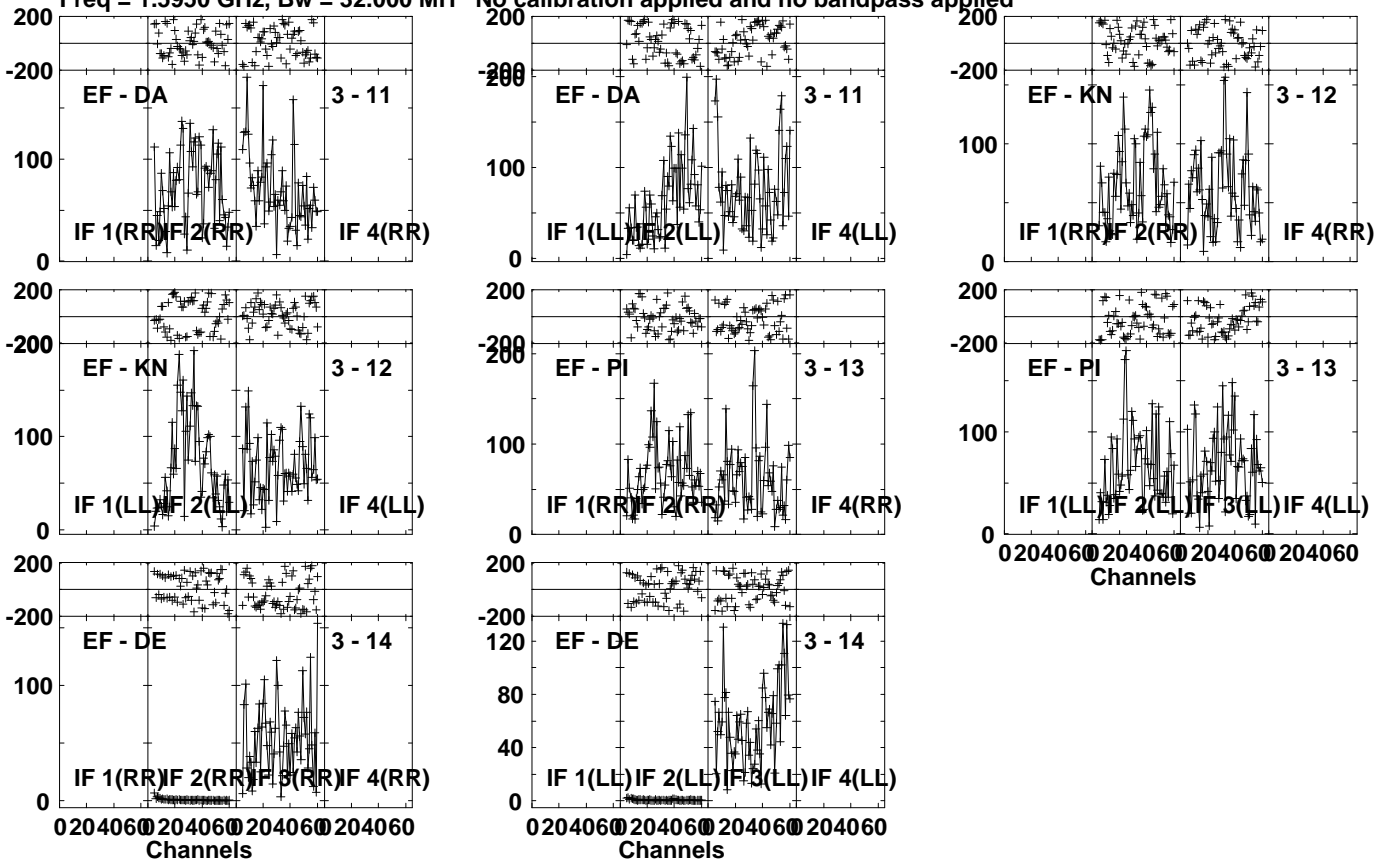 Freq = 1.5950 GHz, Bw = 32.000 MH No calibration applied and no bandpass applied
200 200 200
-200 -200 -200
200
EF - DA 3 - 11 EF - DA 3 - 11 EF - KN 3 - 12
100 100 100
IF 1(RR) IF 2(RR) IF 4(RR) IF 1(LL) IF 2(LL) IF 4(LL) IF 1(RR) IF 2(RR) IF 4(RR)
0 0 0
200 200 200
-200 -200 -200
200 200
EF - KN 3 - 12 EF - PI 3 - 13 EF - PI 3 - 13
100 100 100
IF 1(LL) IF 2(LL) IF 4(LL) IF 1(RR) IF 2(RR) IF 4(RR) IF 1(LL) IF 2(LL) IF 3(LL) IF 4(LL)
0 0 0
0 20 40 60 0 20 40 60 0 20 40 60 0 20 40 60
Channels
200 200
-200 -200
EF - DE 3 - 14 EF - DE 3 - 14
120
100
80
40
IF 1(RR) IF 2(RR) IF 3(RR) IF 4(RR) IF 1(LL) IF 2(LL) IF 3(LL) IF 4(LL)
0 0
0 20 40 60 0 20 40 60 0 20 40 60 0 20 40 60 0 20 40 60 0 20 40 60 0 20 40 60 0 20 40 60
Channels Channels